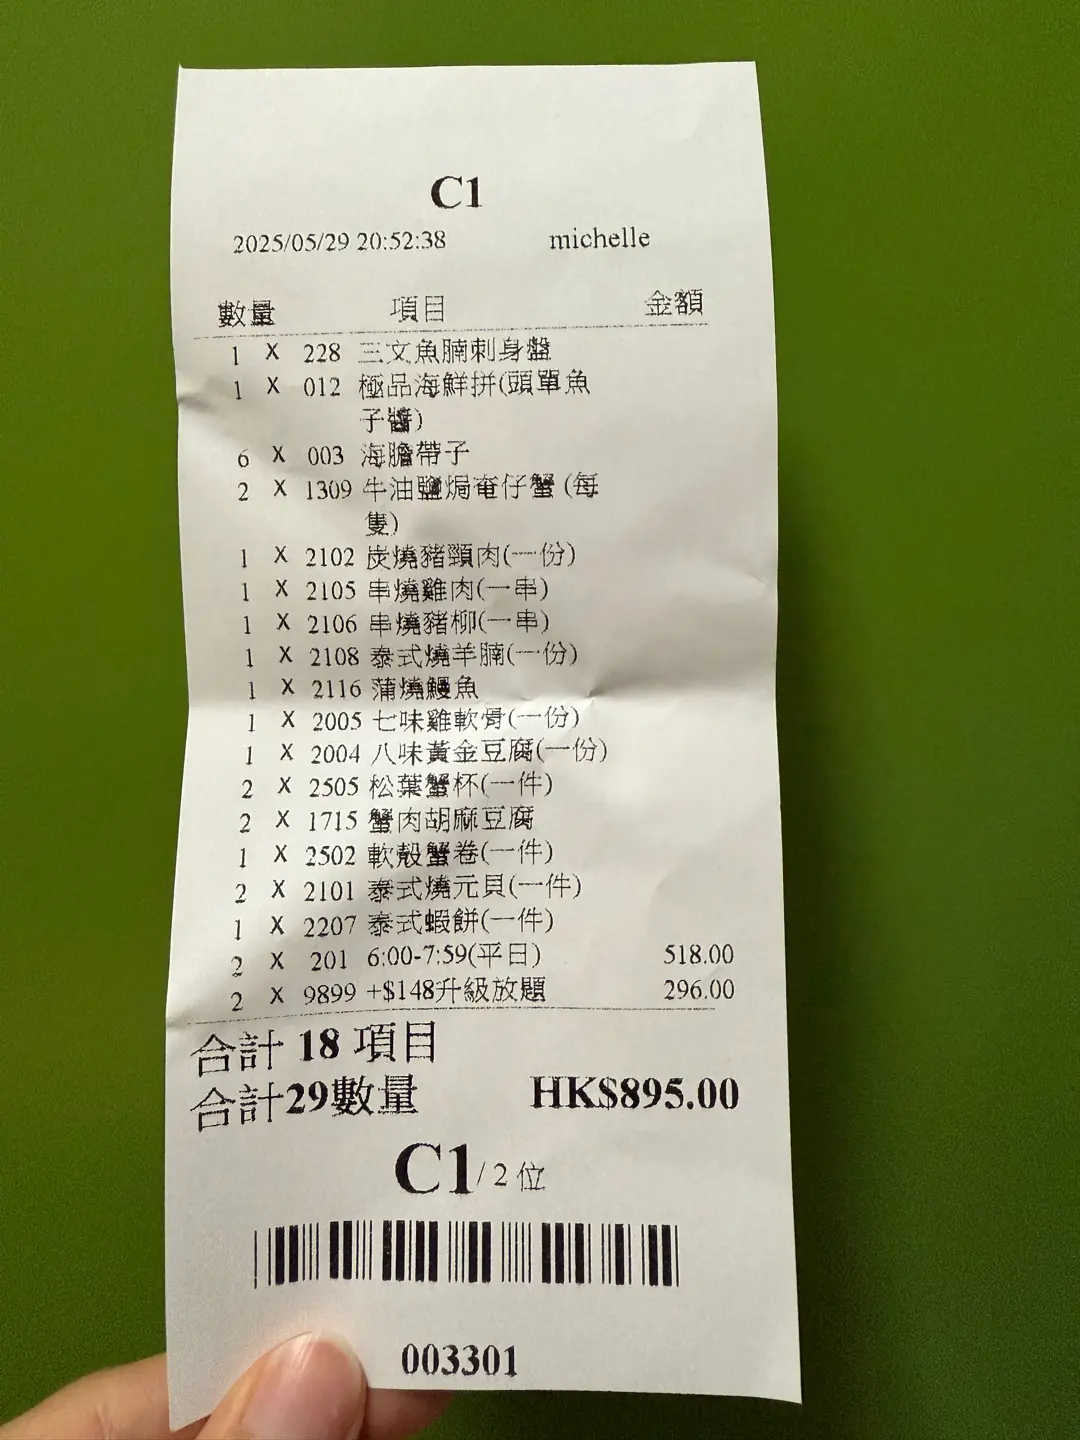 C1
2025/05/29 20:52:38 michelle
數量 項目 金額
1 X 228 三文魚腩刺身盤
1 X 012 極品海鮮拼(頭單魚
子醬)
6 X 003 海膽帶子
2 X 1309 牛油鹽焗奄仔蟹 (每
隻)
1 X 2102 炭燒豬頸肉(一份)
1 X 2105 串燒雞肉(一串)
1 X 2106 串燒豬柳(一串)
1 X 2108 泰式燒羊腩(一份)
1 X 2116 蒲燒鰻魚
1 X 2005 七味雞軟骨(一份)
1 X 2004 八味黃金豆腐(一份)
2 X 2505 松葉蟹杯(一件)
2 X 1715 蟹肉胡麻豆腐
1 X 2502 軟殼蟹卷(一件)
2 X 2101 泰式燒元貝(一件)
1 X 2207 泰式蝦餅(一件)
2 X 201 6:00-7:59(平日) 518.00
2 X 9899 +$148升級放題 296.00
合計 18 項目
合計29數量 HK$895.00
C1/ 2 位
003301